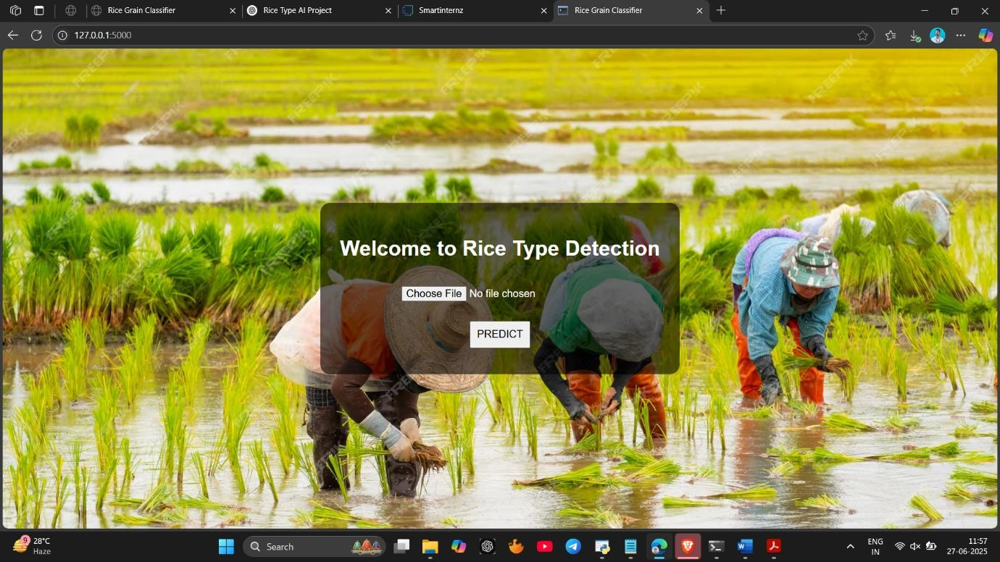 Rice Grain Classifier
Rice Type AI Project
Smartinternz
Rice Grain Classifier
127.0.0.1:5000
FREEPIK
Welcome to Rice Type Detection
Choose File No file chosen
PREDICT
9
28°C
Haze
Search
ENG
IN
11:57
27-06-2025